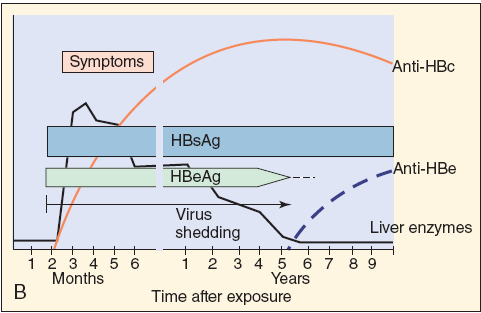 Symptoms
Anti-HBc
HBsAg
HBeAg
Anti-HBe
Virus
shedding
Liver enzymes
1 2 3 4 5 6 1 2 3 4 5 6 7 8 9
Months Years
B
Time after exposure